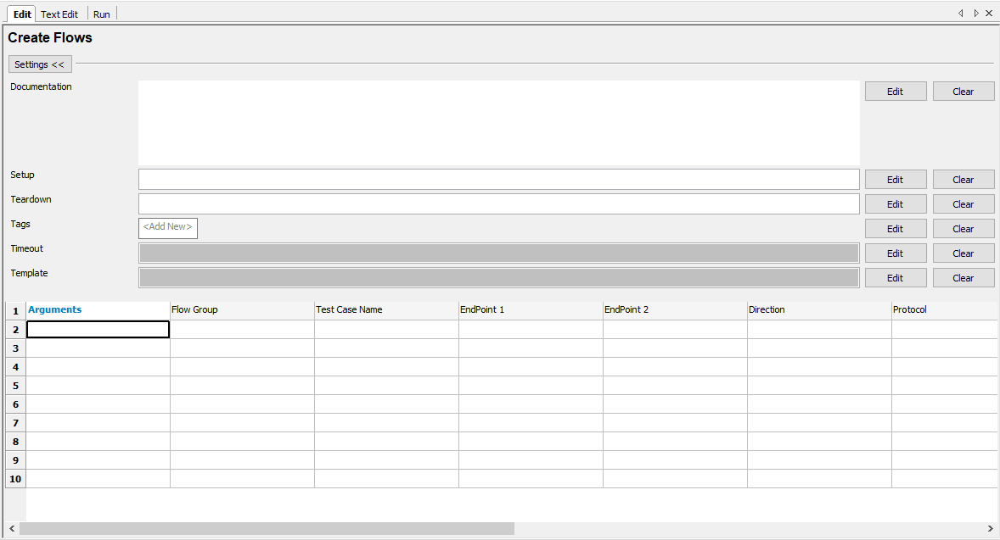 Edit Text Edit Run
Create Flows
Settings <<
Documentation Edit Clear
Setup Edit Clear
Teardown Edit Clear
Tags <Add New> Edit Clear
Timeout Edit Clear
Template Edit Clear
1 Arguments Flow Group Test Case Name EndPoint 1 EndPoint 2 Direction Protocol
2
3
4
5
6
7
8
9
10